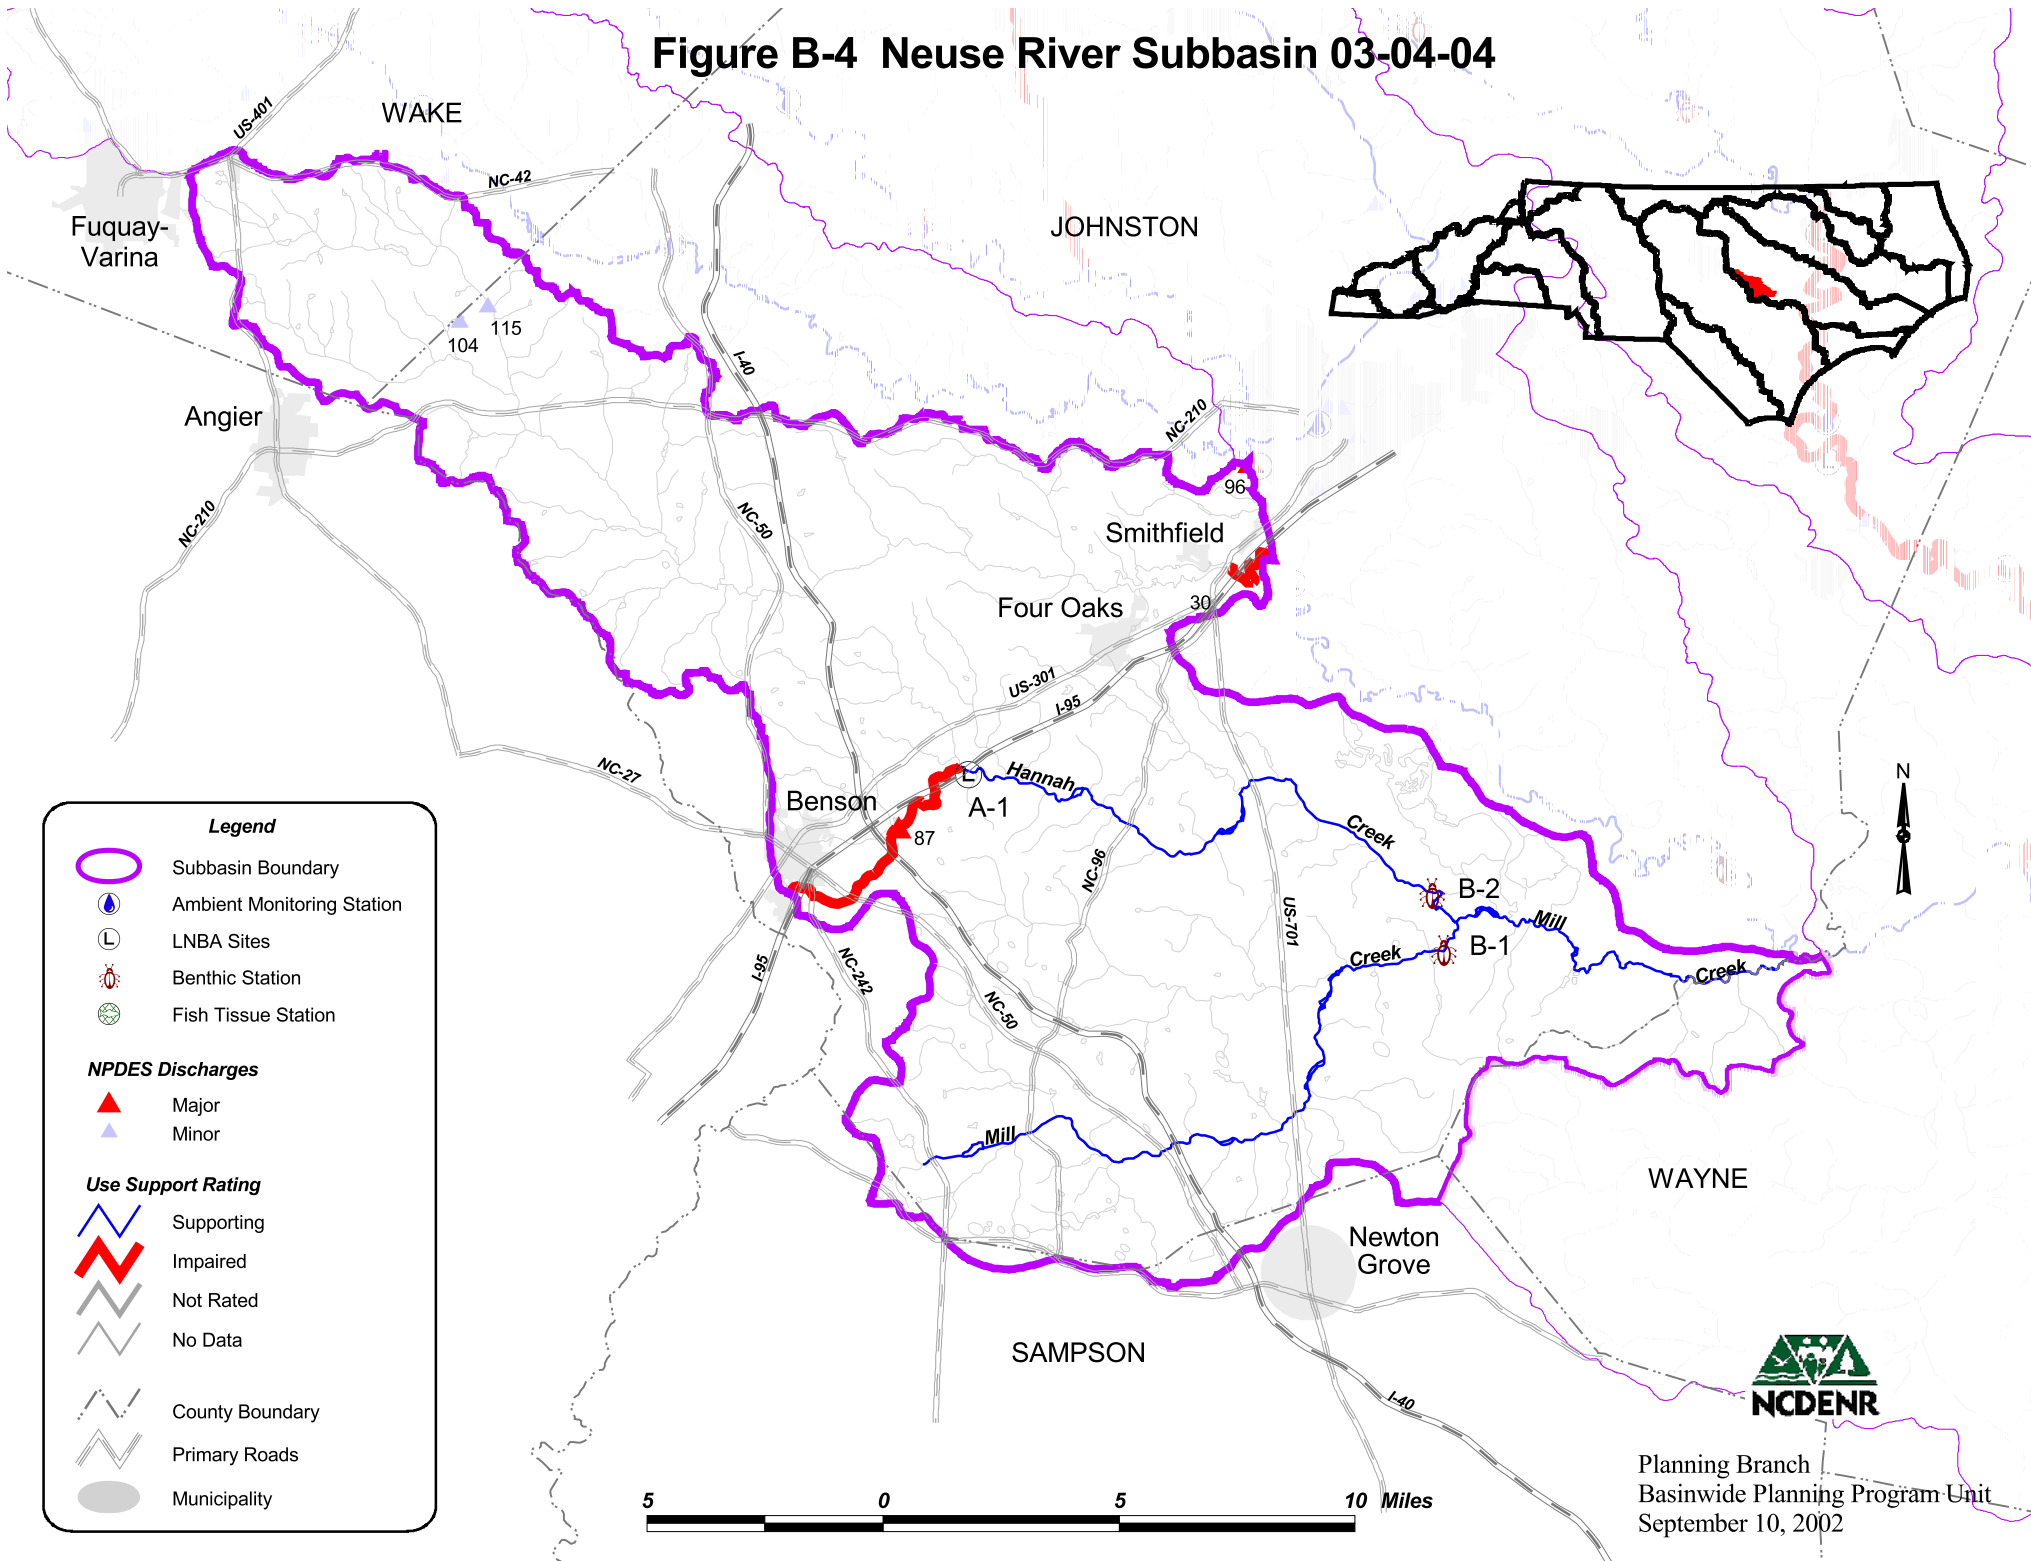 Figure B-4 Neuse River Subbasin 03-04-04
WAKE
US-401
NC-42
JOHNSTON
Fuquay-
Varina
115
104
I-40
Angier
NC-210
NC-210
96
NC-50
Smithfield
30
Four Oaks
US-301
I-95
NC-27
Hannah
Benson
A-1
87
Creek
NC-96
B-2
US-701
Mill
B-1
Creek
Creek
I-95
NC-242
NC-50
Mill
WAYNE
Newton
Grove
SAMPSON
I-40
N
Legend
Subbasin Boundary
Ambient Monitoring Station
L LNBA Sites
Benthic Station
Fish Tissue Station
NPDES Discharges
Major
Minor
Use Support Rating
Supporting
Impaired
Not Rated
No Data
County Boundary
Primary Roads
Municipality
5 0 5 10 Miles
NCDENR
Planning Branch
Basinwide Planning Program Unit
September 10, 2002